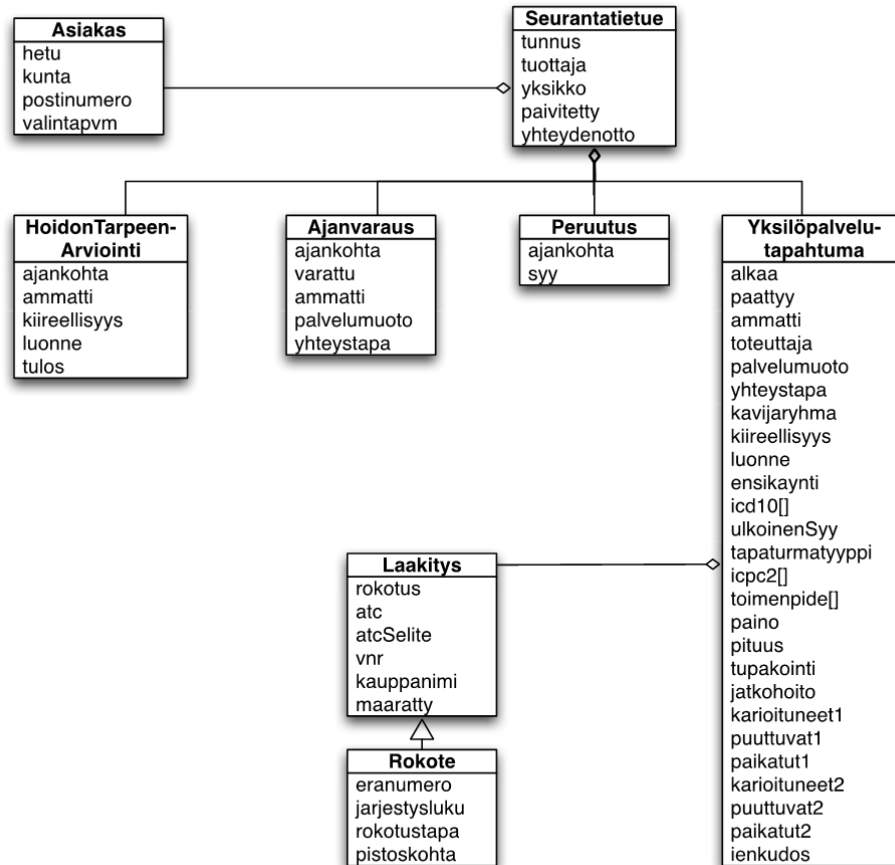 Asiakas
hetu
kunta
postinumero
valintapvm
Seurantatietue
tunnus
tuottaja
yksikko
paivitetty
yhteydenotto
HoidonTarpeen-
Arviointi
ajankohta
ammatti
kiireellisyys
luonne
tulos
Ajanvaraus
ajankohta
varattu
ammatti
palvelumuoto
yhteystapa
Peruutus
ajankohta
syy
Yksilöpalvelu-
tapahtuma
alkaa
paattyy
ammatti
toteuttaja
palvelumuoto
yhteystapa
kavijaryhma
kiireellisyys
luonne
ensikaynti
icd10[]
ulkoinenSyy
tapaturmatyyppi
icpc2[]
toimenpide[]
paino
pituus
tupakointi
jatkohoito
karioituneet1
puuttuvat1
paikatut1
karioituneet2
puuttuvat2
paikatut2
ienkudos
Laakitys
rokotus
atc
atcSelite
vnr
kauppanimi
maaratty
Rokote
eranumero
jarjestysluku
rokotustapa
pistoskohta